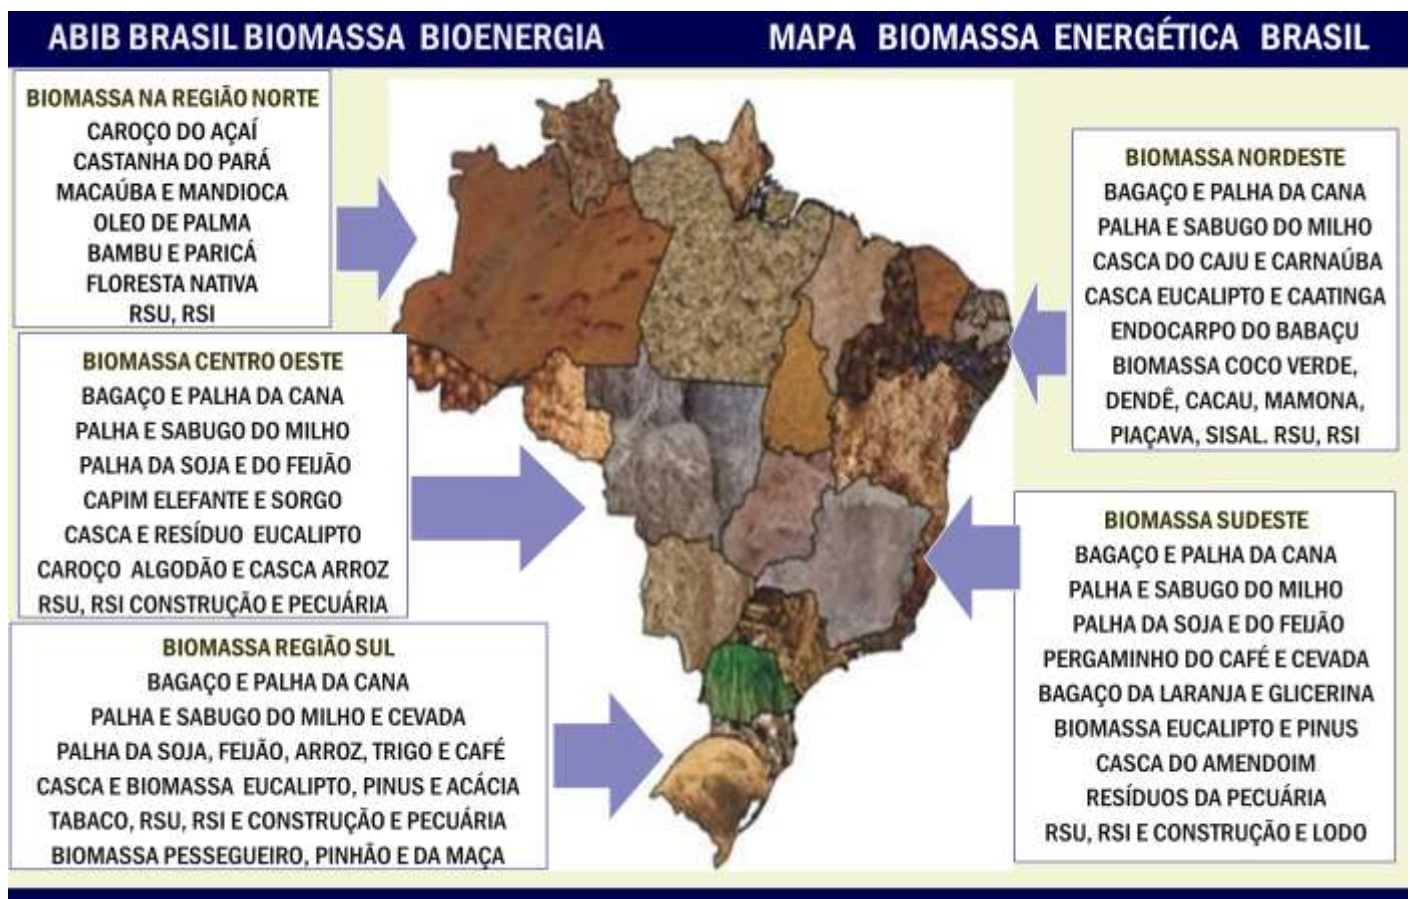 ABIB BRASIL BIOMASSA BIOENERGIA MAPA BIOMASSA ENERGÉTICA BRASIL
BIOMASSA NA REGIÃO NORTE
CAROÇO DO AÇAÍ
CASTANHA DO PARÁ
MACAÚBA E MANDIOCA
OLEO DE PALMA
BAMBU E PARICÁ
FLORESTA NATIVA
RSU, RSI
BIOMASSA CENTRO OESTE
BAGAÇO E PALHA DA CANA
PALHA E SABUGO DO MILHO
PALHA DA SOJA E DO FEIJÃO
CAPIM ELEFANTE E SORGO
CASCA E RESÍDUO EUCALIPTO
CAROÇO ALGODÃO E CASCA ARROZ
RSU, RSI CONSTRUÇÃO E PECUÁRIA
BIOMASSA REGIÃO SUL
BAGAÇO E PALHA DA CANA
PALHA E SABUGO DO MILHO E CEVADA
PALHA DA SOJA, FEIJÃO, ARROZ, TRIGO E CAFÉ
CASCA E BIOMASSA EUCALIPTO, PINUS E ACÁCIA
TABACO, RSU, RSI E CONSTRUÇÃO E PECUÁRIA
BIOMASSA PESSEGUEIRO, PINHÃO E DA MAÇA
BIOMASSA NORDESTE
BAGAÇO E PALHA DA CANA
PALHA E SABUGO DO MILHO
CASCA DO CAJU E CARNAÚBA
CASCA EUCALIPTO E CAATINGA
ENDOCARPO DO BABAÇU
BIOMASSA COCO VERDE,
DENDÊ, CACAU, MAMONA,
PIAÇAVA, SISAL. RSU, RSI
BIOMASSA SUDESTE
BAGAÇO E PALHA DA CANA
PALHA E SABUGO DO MILHO
PALHA DA SOJA E DO FEIJÃO
PERGAMINHO DO CAFÉ E CEVADA
BAGAÇO DA LARANJA E GLICERINA
BIOMASSA EUCALIPTO E PINUS
CASCA DO AMENDOIM
RESÍDUOS DA PECUÁRIA
RSU, RSI E CONSTRUÇÃO E LODO